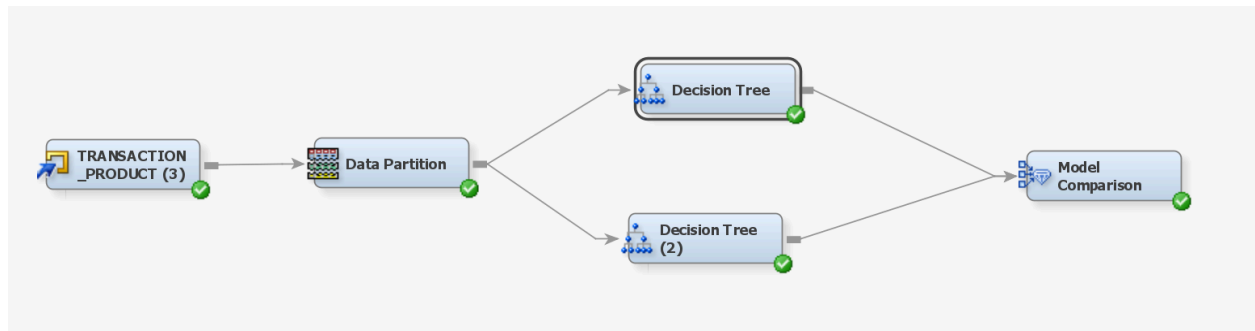 TRANSACTION
_PRODUCT (3)
Data Partition
Decision Tree
Decision Tree
(2)
Model
Comparison